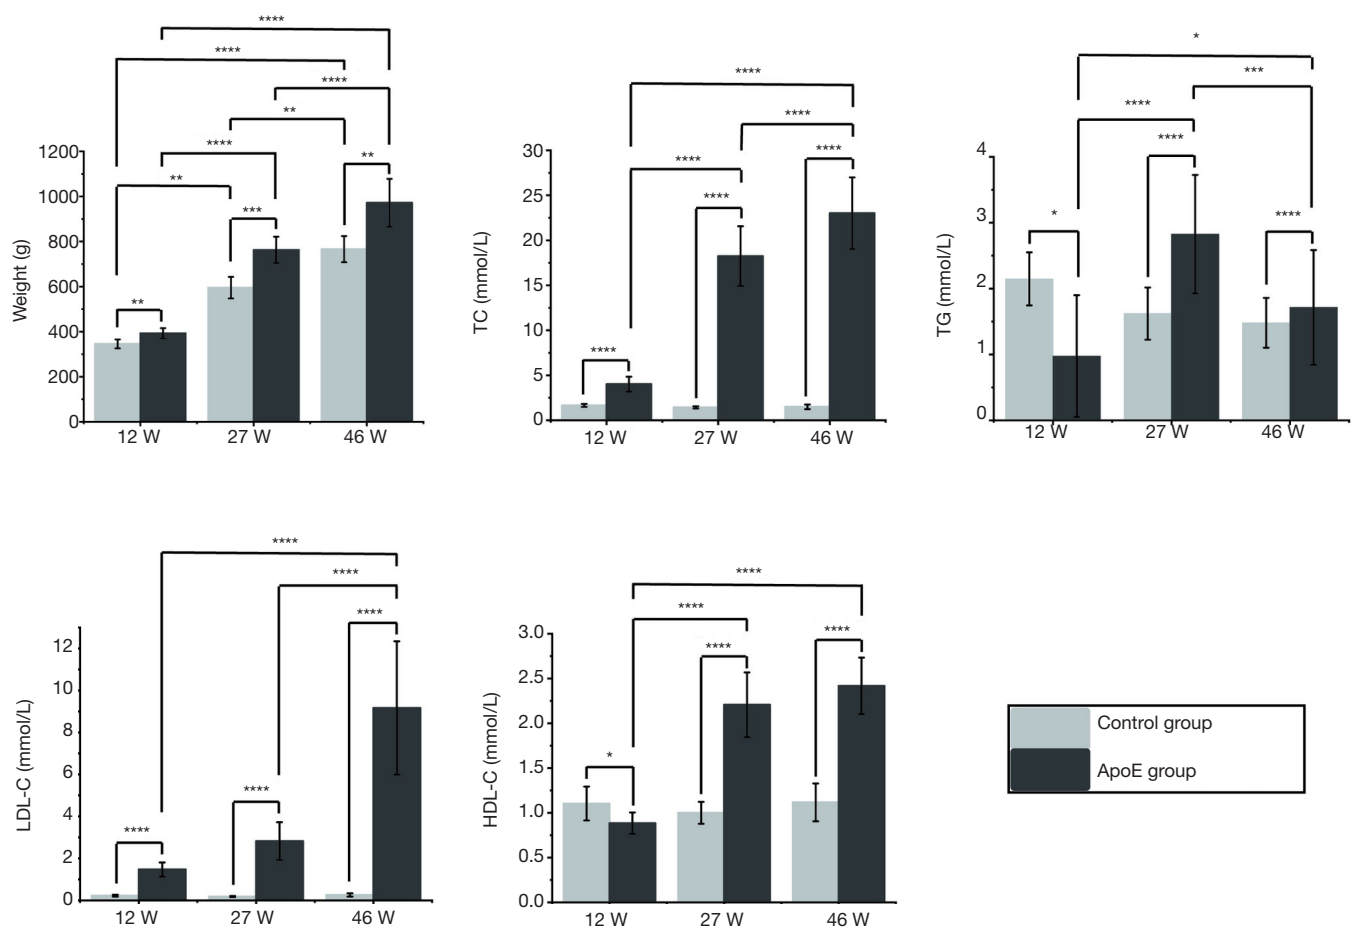 ****
****
****
**
****
**
**
***
**
Weight (g)
1200
1000
800
600
400
200
0
12 W
27 W
46 W
****
****
****
****
****
****
TC (mmol/L)
30
25
20
15
10
5
0
12 W
27 W
46 W
*
***
****
****
*
****
TG (mmol/L)
4
3
2
1
0
12 W
27 W
46 W
****
****
****
****
****
LDL-C (mmol/L)
12
10
8
6
4
2
0
12 W
27 W
46 W
****
****
****
****
*
HDL-C (mmol/L)
3.0
2.5
2.0
1.5
1.0
0.5
0.0
12 W
27 W
46 W
Control group
ApoE group